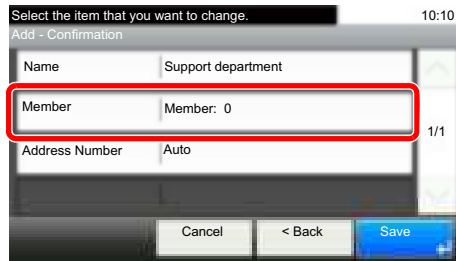 Select the item that you want to change. 10:10
Add - Confirmation
Name Support department
Member Member: 0
1/1
Address Number Auto
Cancel < Back Save